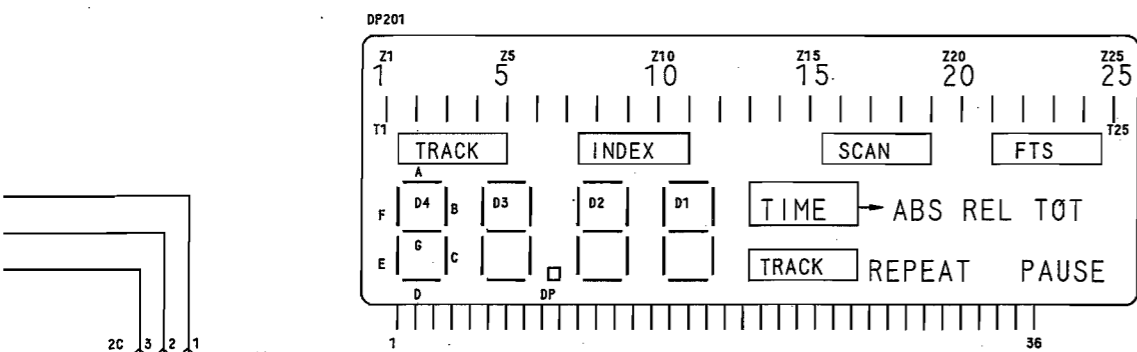 DP201
Z1 Z5 Z10 Z15 Z20 Z25
1 5 10 15 20 25
T1 T25
TRACK INDEX SCAN FTS
A
F D4 B D3 D2 D1 TIME ABS REL TOT
E G C TRACK REPEAT PAUSE
D DP
2C 3 2 1 1 36